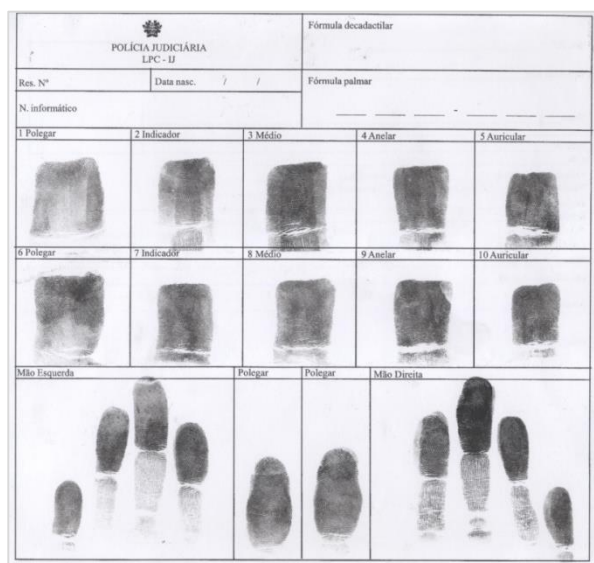 POLÍCIA JUDICIÁRIA
LPC - IJ
Fórmula decadactilar
Res. Nº
Data nasc. / /
Fórmula palmar
N. informático
1 Polegar 2 Indicador 3 Médio 4 Anelar 5 Auricular
6 Polegar 7 Indicador 8 Médio 9 Anelar 10 Auricular
Mão Esquerda Polegar Polegar Mão Direita